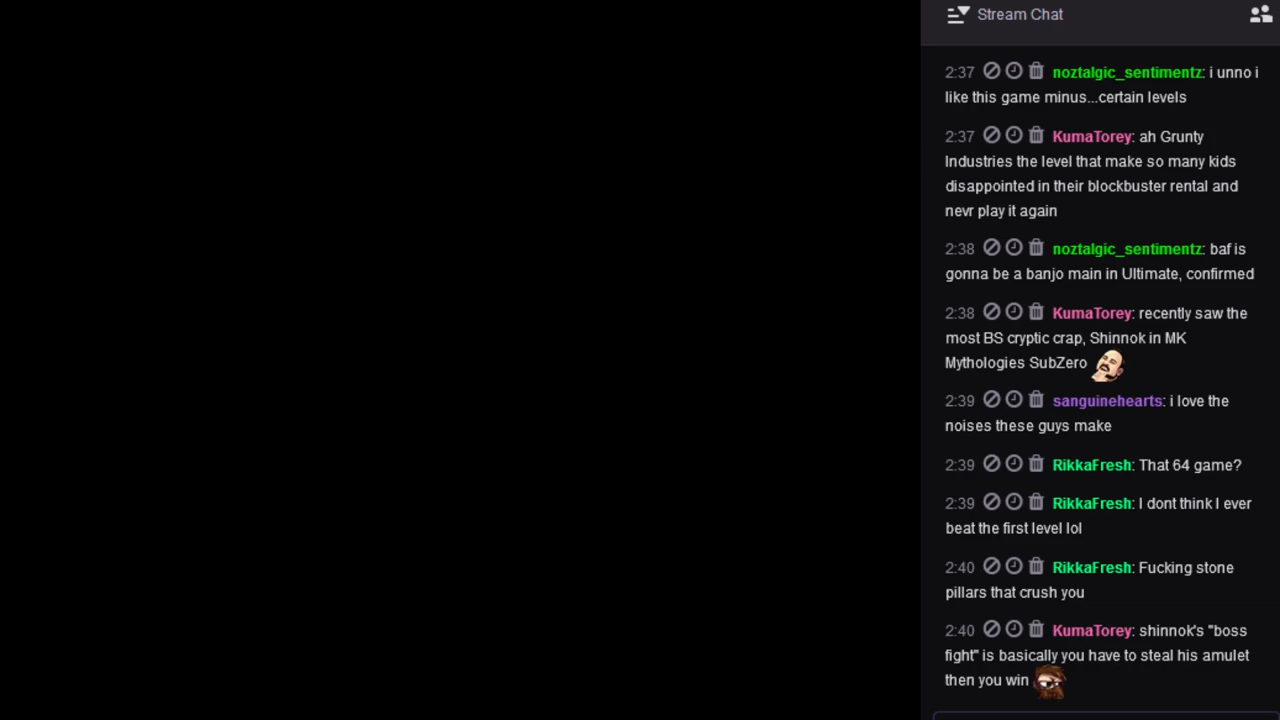 Stream Chat
2:37 noztalgic_sentimentz: i unno i
like this game minus...certain levels
2:37 KumaTorey: ah Grunty
Industries the level that make so many kids
disappointed in their blockbuster rental and
nevr play it again
2:38 noztalgic_sentimentz: baf is
gonna be a banjo main in Ultimate, confirmed
2:38 KumaTorey: recently saw the
most BS cryptic crap, Shinnok in MK
Mythologies SubZero
2:39 sanguinehearts: i love the
noises these guys make
2:39 RikkaFresh: That 64 game?
2:39 RikkaFresh: I dont think I ever
beat the first level lol
2:40 RikkaFresh: Fucking stone
pillars that crush you
2:40 KumaTorey: shinnok's "boss
fight" is basically you have to steal his amulet
then you win